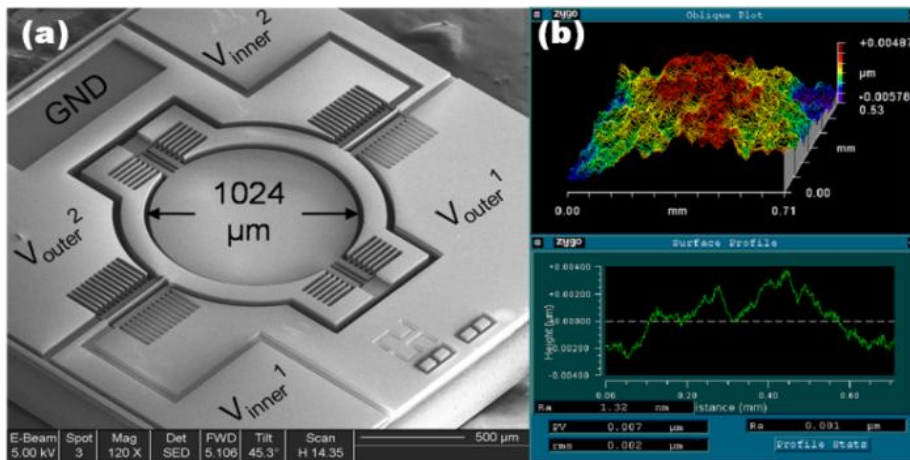 (a)
V inner 2
GND
1024
µm
V outer 1
V outer 2
V inner 1
E-Beam Spot Mag Det FWD Tilt Scan
5.00 kV 3 120 X SED 5.106 45.3° H 14.35
500 µm
(b)
zygo Oblique Plot
+0.00487
µm
-0.00578
0.53
mm
0.00
0.00 mm 0.71
zygo Surface Profile
+0.00400
+0.00200
+0.00000
-0.00200
-0.00400
Height (µm)
0.00 0.20 0.40 0.60
Ra 1.32 nm istance (mm)
PV 0.007 µm
rms 0.002 µm
Ra 0.001 µm
Profile Stats